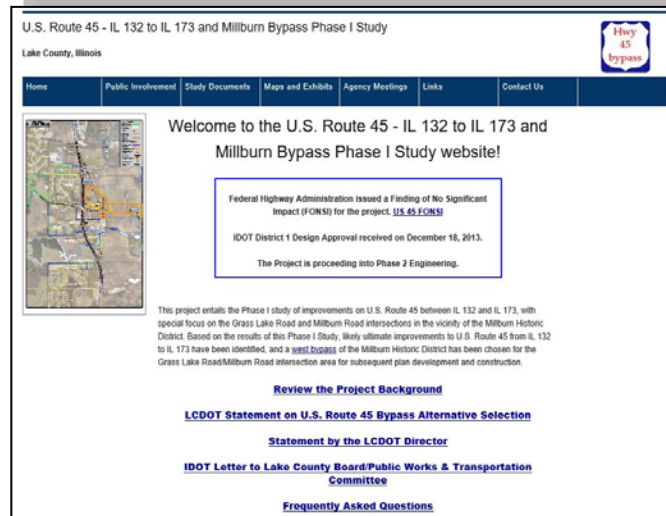 U.S. Route 45 - IL 132 to IL 173 and Millburn Bypass Phase I Study
Lake County, Illinois
Hwy
45
bypass
Home Public Involvement Study Documents Maps and Exhibits Agency Meetings Links Contact Us
Welcome to the U.S. Route 45 - IL 132 to IL 173 and
Millburn Bypass Phase I Study website!
Federal Highway Administration issued a Finding of No Significant
Impact (FONSI) for the project. US 45 FONSI
IDOT District 1 Design Approval received on December 18, 2013.
The Project is proceeding into Phase 2 Engineering.
This project entails the Phase I study of improvements on U.S. Route 45 between IL 132 and IL 173, with
special focus on the Grass Lake Road and Millburn Road intersections in the vicinity of the Millburn Historic
District. Based on the results of this Phase I Study, likely ultimate improvements to U.S. Route 45 from IL 132
to IL 173 have been identified, and a west bypass of the Millburn Historic District has been chosen for the
Grass Lake Road/Millburn Road intersection area for subsequent plan development and construction.
Review the Project Background
LCDOT Statement on U.S. Route 45 Bypass Alternative Selection
Statement by the LCDOT Director
IDOT Letter to Lake County Board/Public Works & Transportation
Committee
Frequently Asked Questions